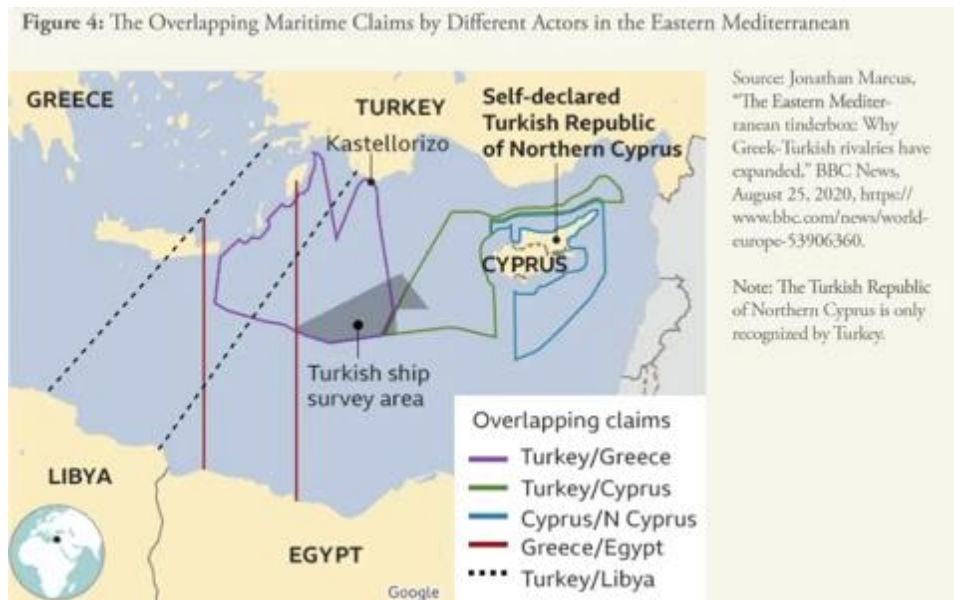 Figure 4: The Overlapping Maritime Claims by Different Actors in the Eastern Mediterranean
GREECE
TURKEY
Kastellorizo
Self-declared
Turkish Republic
of Northern Cyprus
CYPRUS
Turkish ship
survey area
LIBYA
EGYPT
Google
Overlapping claims
Turkey/Greece
Turkey/Cyprus
Cyprus/N Cyprus
Greece/Egypt
Turkey/Libya
Source: Jonathan Marcus,
“The Eastern Mediter-
ranean tinderbox: Why
Greek-Turkish rivalries have
expanded,” BBC News,
August 25, 2020, https://
www.bbc.com/news/world-
europe-53906360.
Note: The Turkish Republic
of Northern Cyprus is only
recognized by Turkey.